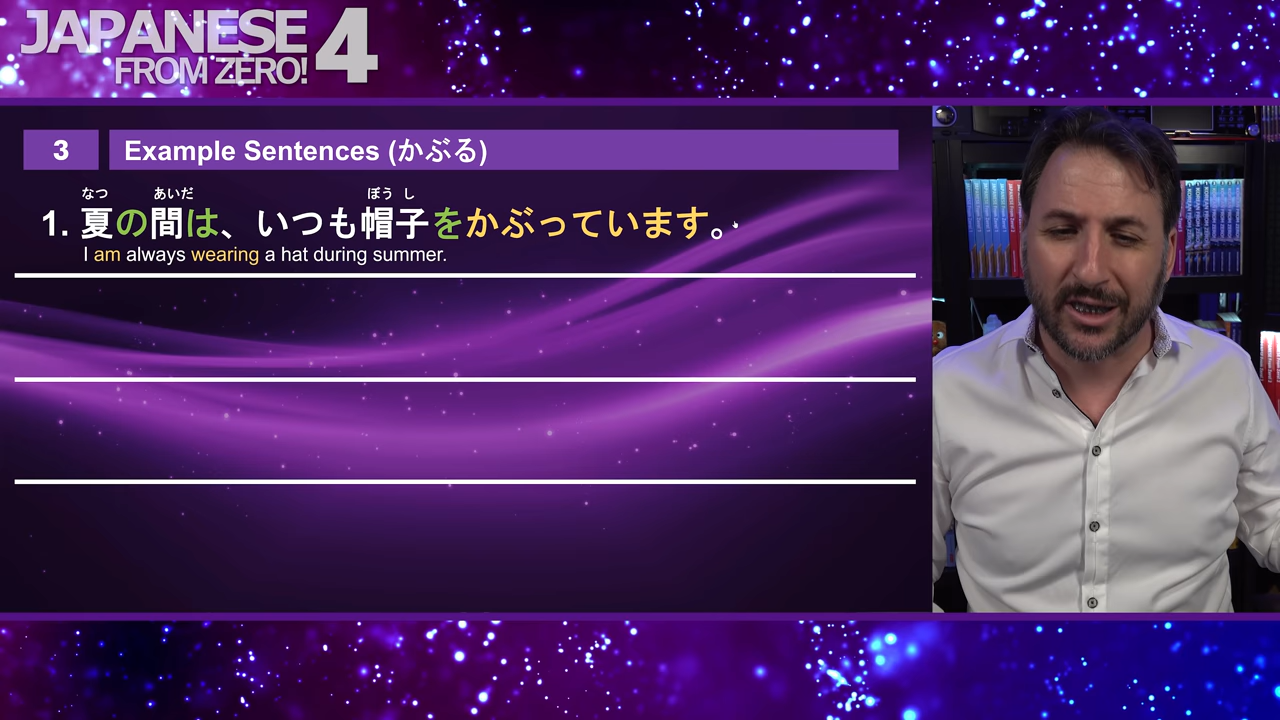 JAPANESE
FROM ZERO! 4
3 Example Sentences (かぶる)
なつ あいだ ぼう し
1. 夏の間は、いつも帽子をかぶっています。
I am always wearing a hat during summer.